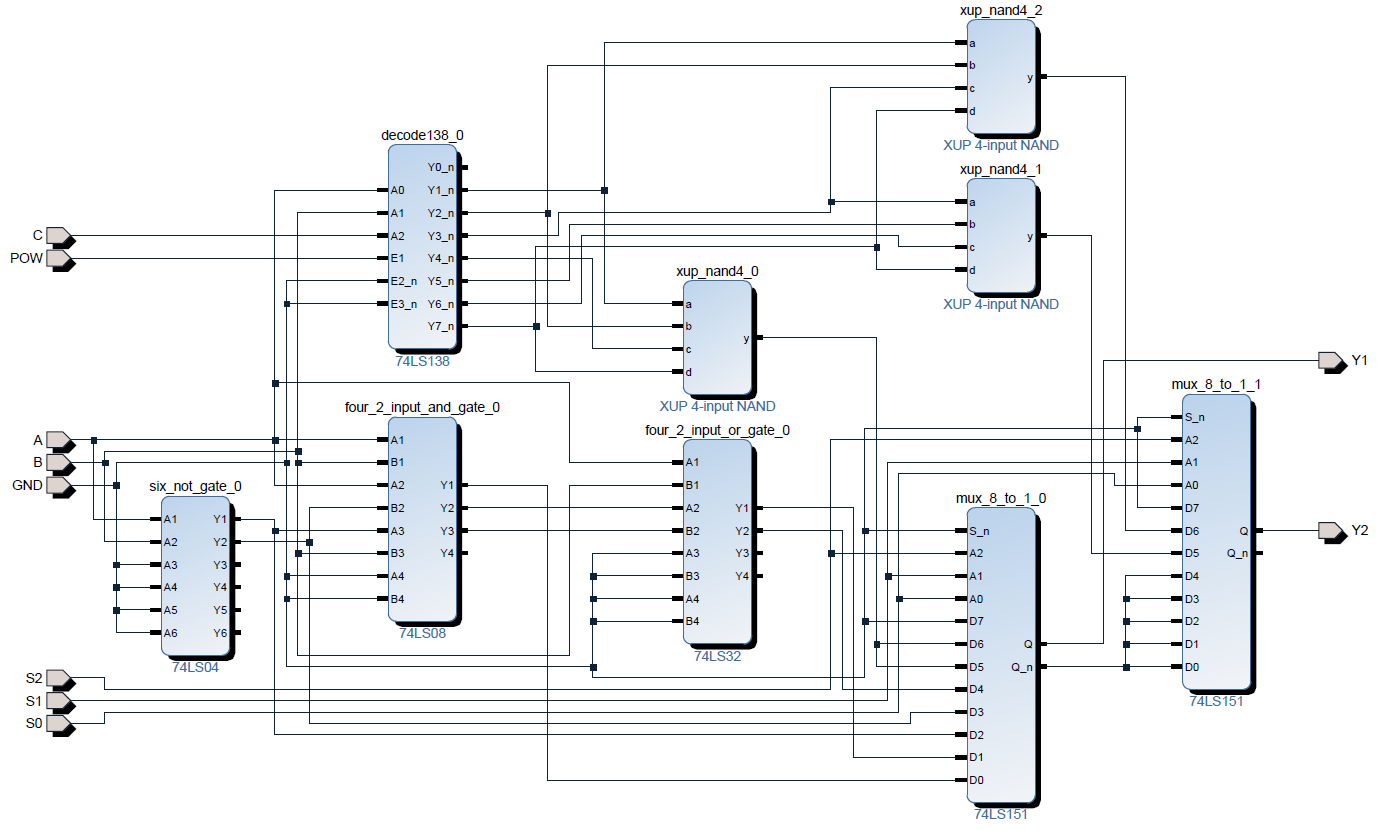 xup_nand4_2
a
b
c
d
y
XUP 4-input NAND
xup_nand4_1
a
b
c
d
y
XUP 4-input NAND
decode138_0
Y0_n
A0 Y1_n
A1 Y2_n
A2 Y3_n
E1 Y4_n
E2_n Y5_n
E3_n Y6_n
Y7_n
74LS138
C
POW
xup_nand4_0
a
b
c
d
y
XUP 4-input NAND
A
B
GND
four_2_input_and_gate_0
A1
B1
A2 Y1
B2 Y2
A3 Y3
B3 Y4
A4
B4
74LS08
four_2_input_or_gate_0
A1
B1
A2 Y1
B2 Y2
A3 Y3
B3 Y4
A4
B4
74LS32
six_not_gate_0
A1 Y1
A2 Y2
A3 Y3
A4 Y4
A5 Y5
A6 Y6
74LS04
S2
S1
S0
mux_8_to_1_0
S_n
A2
A1
A0
D7
D6 Q
D5 Q_n
D4
D3
D2
D1
D0
74LS151
mux_8_to_1_1
S_n
A2
A1
A0
D7
D6 Q
D5 Q_n
D4
D3
D2
D1
D0
74LS151
Y1
Y2